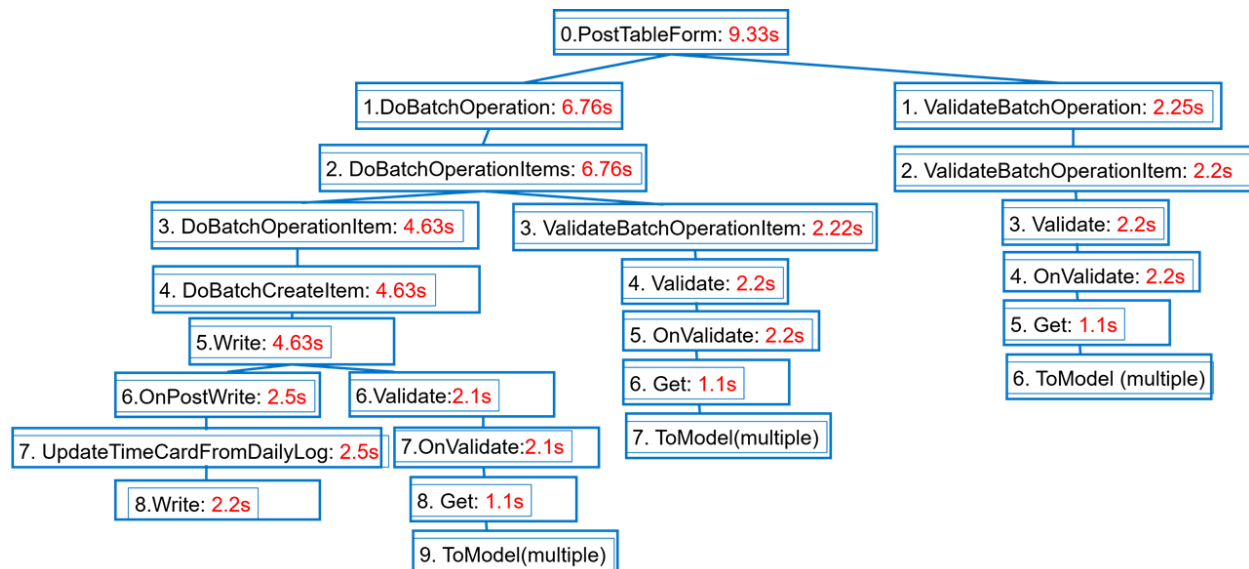 0.PostTableForm: 9.33s
1.DoBatchOperation: 6.76s
1. ValidateBatchOperation: 2.25s
2. DoBatchOperationItems: 6.76s
2. ValidateBatchOperationItem: 2.2s
3. DoBatchOperationItem: 4.63s
3. ValidateBatchOperationItem: 2.22s
3. Validate: 2.2s
4. DoBatchCreateItem: 4.63s
4. Validate: 2.2s
4. OnValidate: 2.2s
5.Write: 4.63s
5. OnValidate: 2.2s
5. Get: 1.1s
6.OnPostWrite: 2.5s
6.Validate:2.1s
6. Get: 1.1s
6. ToModel (multiple)
7. UpdateTimeCardFromDailyLog: 2.5s
7.OnValidate:2.1s
7. ToModel(multiple)
8.Write: 2.2s
8. Get: 1.1s
9. ToModel(multiple)